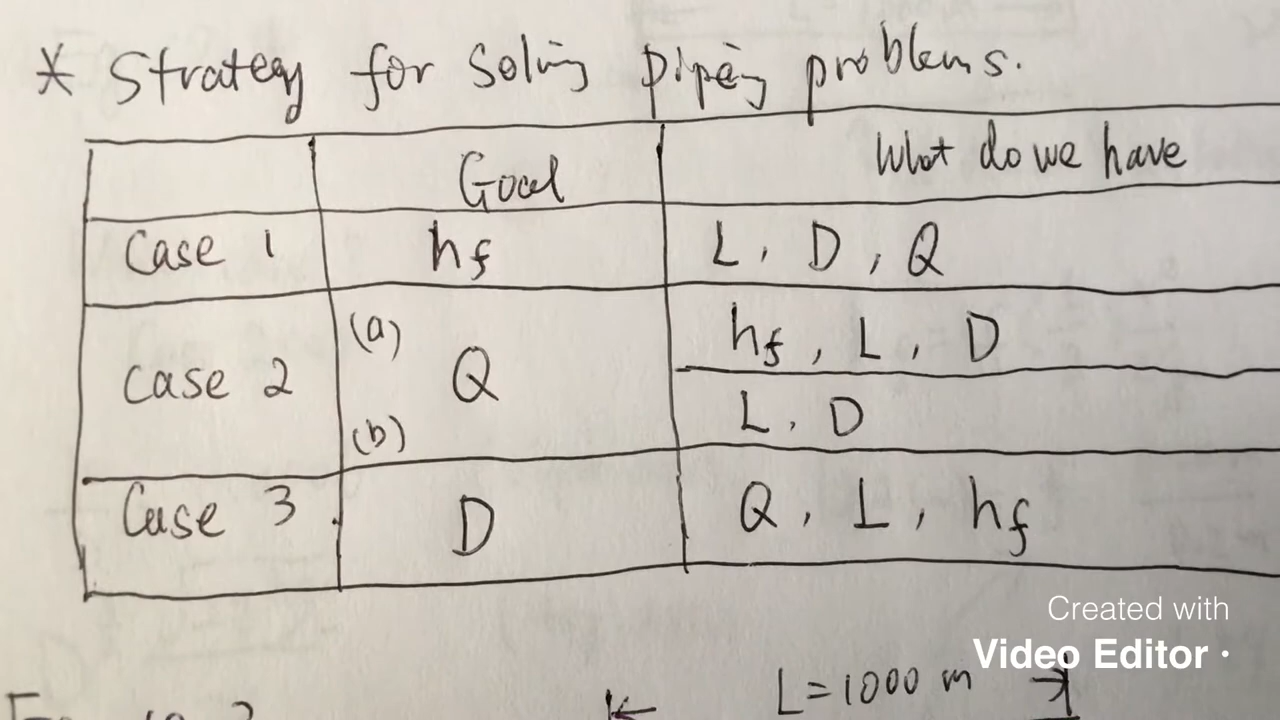 * Strategy for solving piping problems.
Goal What do we have
Case 1 hf L, D, Q
Case 2 (a) Q hf, L, D
(b) L, D
Case 3 D Q, L, hf
Created with
Video Editor
L=1000 m